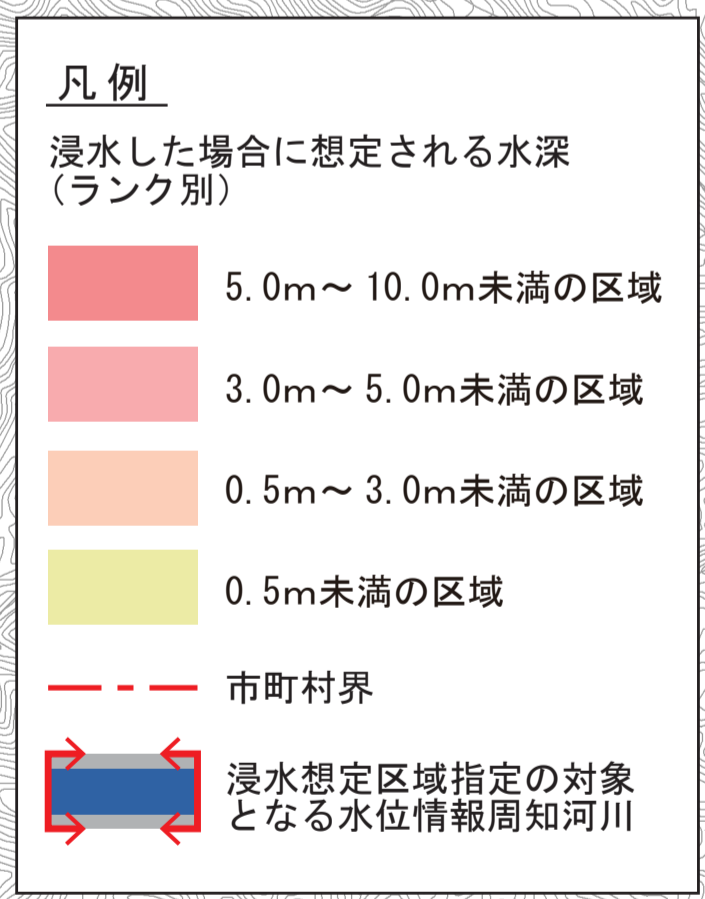 凡例
浸水した場合に想定される水深
(ランク別)
5.0m~ 10.0m未満の区域
3.0m~ 5.0m未満の区域
0.5m~ 3.0m未満の区域
0.5m未満の区域
市町村界
浸水想定区域指定の対象
となる水位情報周知河川